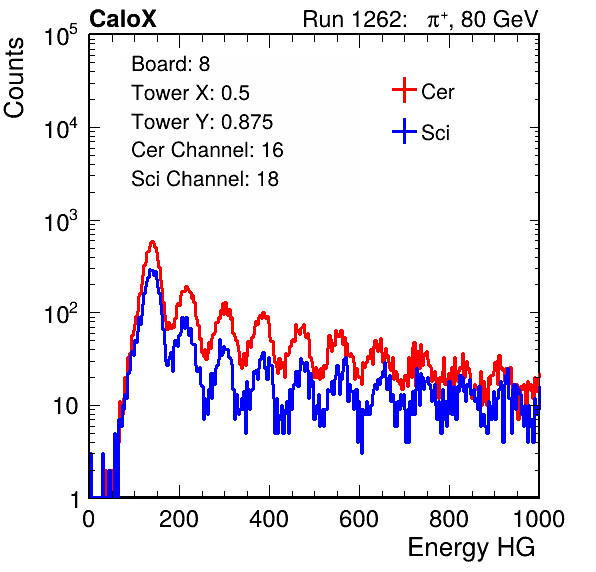 CaloX Run 1262: π⁺, 80 GeV
Counts
10⁵
10⁴
10³
10²
10
1
Board: 8
Tower X: 0.5
Tower Y: 0.875
Cer Channel: 16
Sci Channel: 18
Cer
Sci
0 200 400 600 800 1000
Energy HG